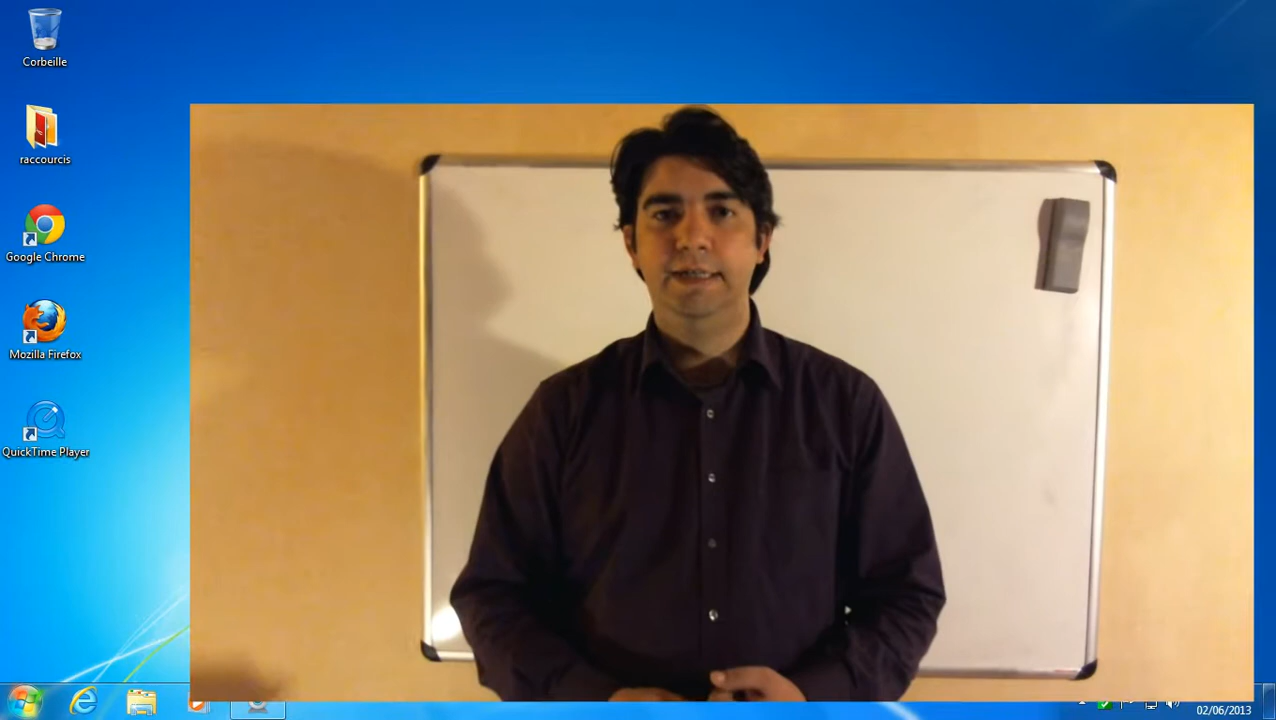 Corbeille
raccourcis
Google Chrome
Mozilla Firefox
QuickTime Player
02/06/2013